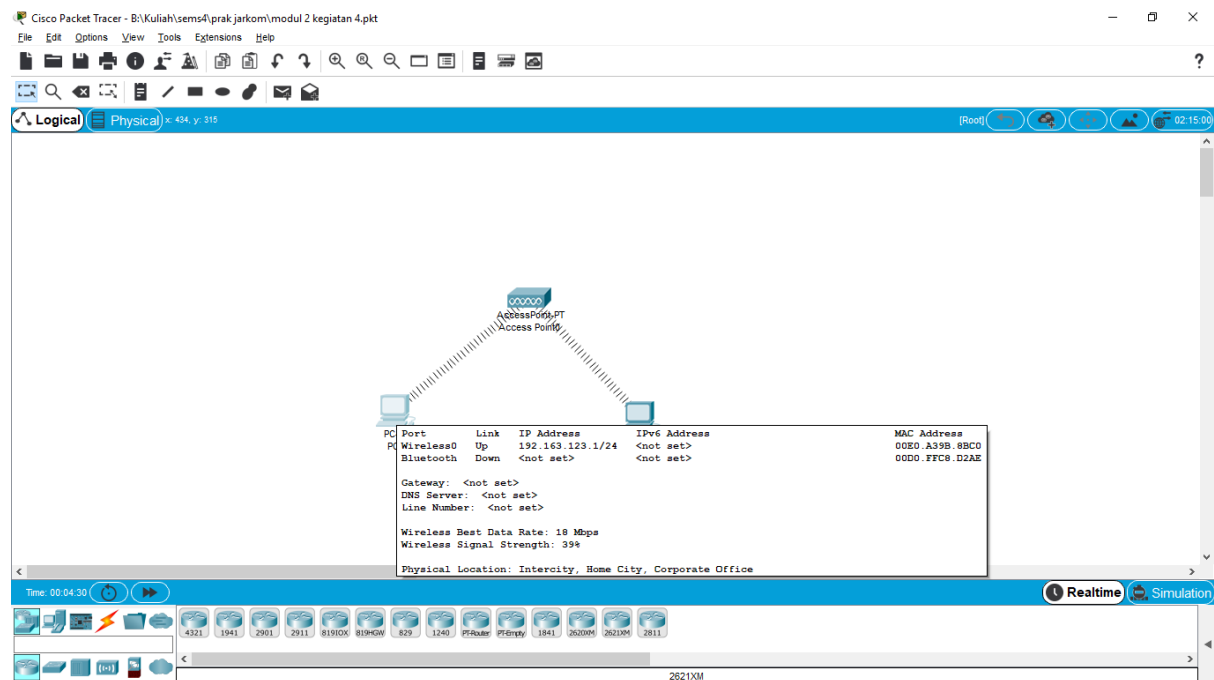 Cisco Packet Tracer - B:\Kuliah\sems4\prak jarkom\modul 2 kegiatan 4.pkt
File Edit Options View Tools Extensions Help
?
Logical Physical x: 434, y: 315 [Root] 02:15:00
AccessPoint-PT
Access Point0
PC Port Link IP Address IPv6 Address MAC Address
PC Wireless0 Up 192.163.123.1/24 <not set> 00E0.A39B.8BC0
Bluetooth Down <not set> <not set> 00D0.FFC8.D2AE
Gateway: <not set>
DNS Server: <not set>
Line Number: <not set>
Wireless Best Data Rate: 18 Mbps
Wireless Signal Strength: 39%
Physical Location: Intercity, Home City, Corporate Office
Time: 00:04:30 Realtime Simulation
4321 1941 2901 2911 819IOX 819HGW 829 1240 PT-Router PT-Empty 1841 2620XM 2621XM 2811
2621XM